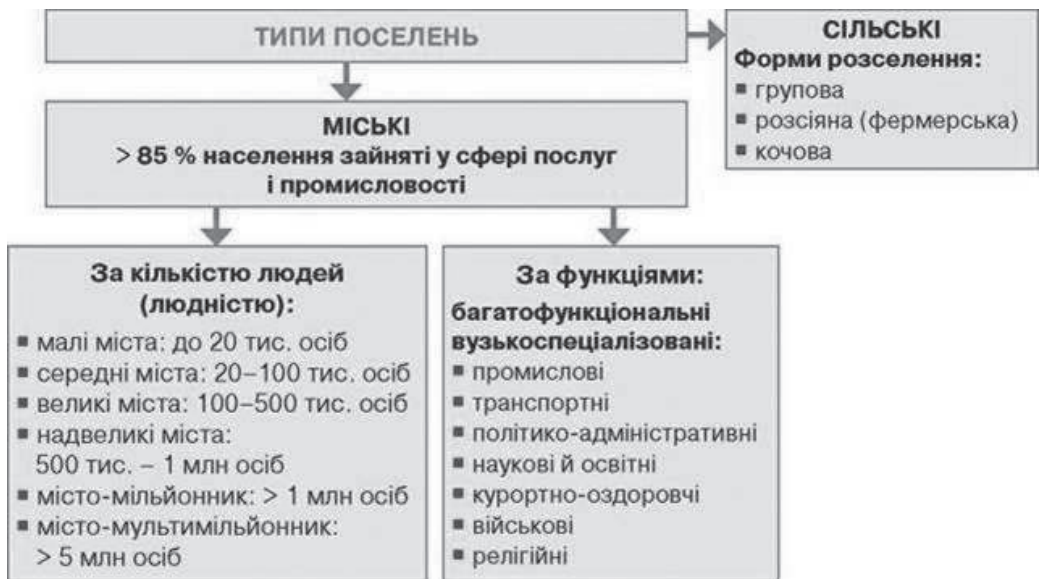 ТИПИ ПОСЕЛЕНЬ
СІЛЬСЬКІ
Форми розселення:
▪ групова
▪ розсіяна (фермерська)
▪ кочова
МІСЬКІ
> 85 % населення зайняті у сфері послуг
і промисловості
За кількістю людей
(людністю):
▪ малі міста: до 20 тис. осіб
▪ середні міста: 20–100 тис. осіб
▪ великі міста: 100–500 тис. осіб
▪ надвеликі міста:
500 тис. – 1 млн осіб
▪ місто-мільйонник: > 1 млн осіб
▪ місто-мультимільйонник:
> 5 млн осіб
За функціями:
багатофункціональні
вузькоспеціалізовані:
▪ промислові
▪ транспортні
▪ політико-адміністративні
▪ наукові й освітні
▪ курортно-оздоровчі
▪ військові
▪ релігійні